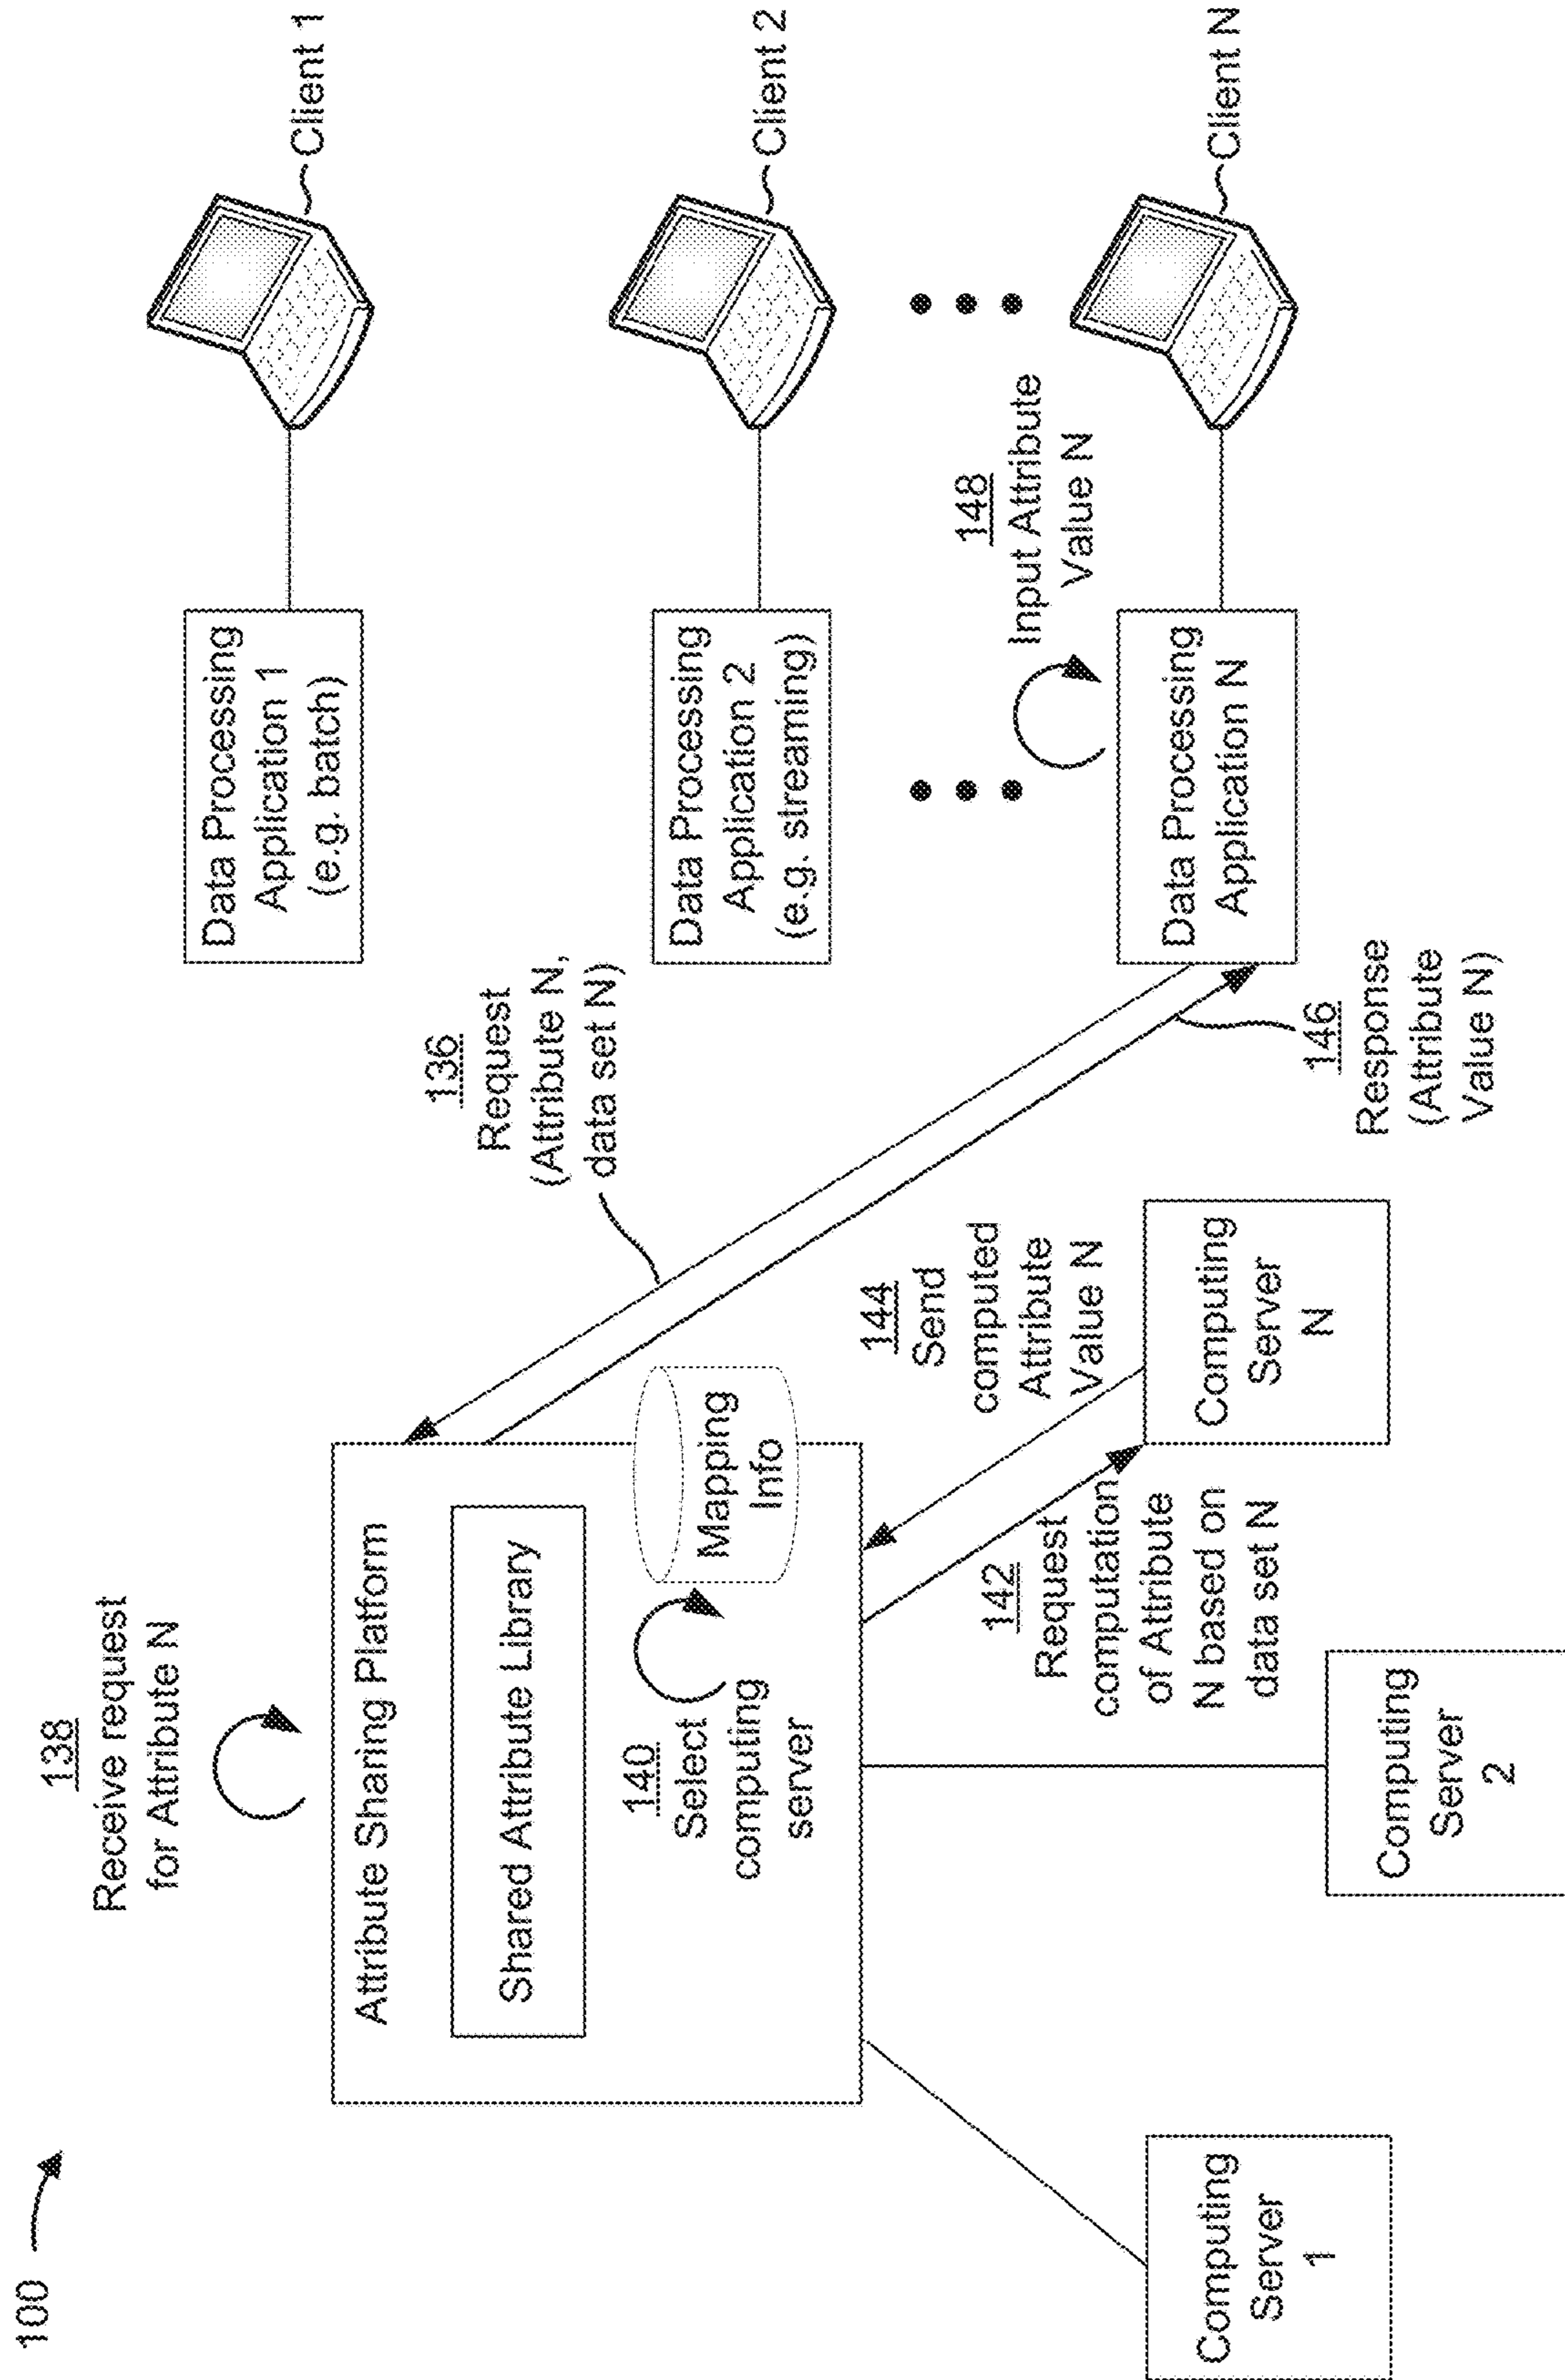 100
138
Receive request
for Attribute N
Attribute Sharing Platform
Shared Attribute Library
140
Select
computing
server
Mapping
Info
136
Request
(Attribute N,
data set N)
Data Processing
Application 1
(e.g. batch)
Client 1
Data Processing
Application 2
(e.g. streaming)
Client 2
148
Input Attribute
Value N
Data Processing
Application N
Client N
146
Response
(Attribute
Value N)
144
Send
computed
Attribute
Value N
142
Request
computation
of Attribute
N based on
data set N
Computing
Server
1
Computing
Server
2
Computing
Server
N